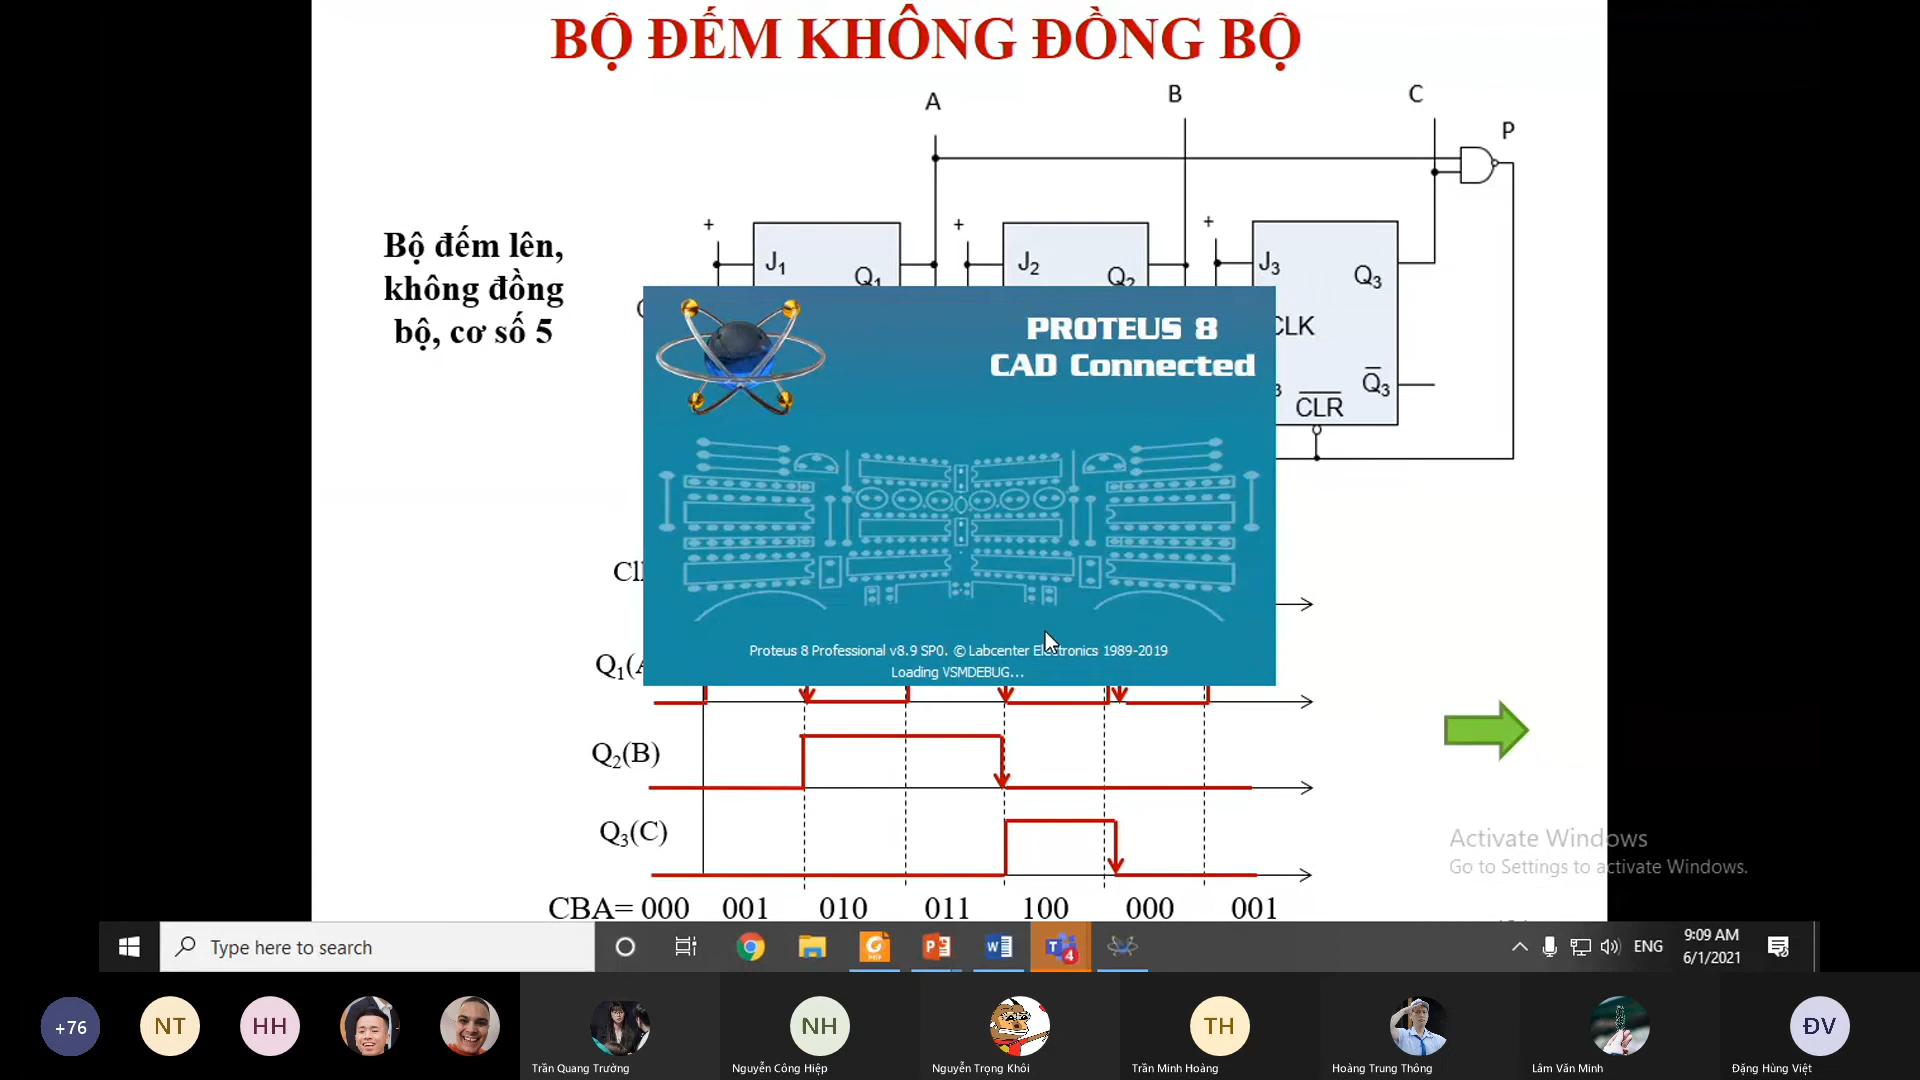 BỘ ĐẾM KHÔNG ĐỒNG BỘ
A
B
C
P
+
+
+
Bộ đếm lên,
không đồng
bộ, cơ số 5
J1
Q1
J2
Q2
J3
Q3
CLK
Q̅3
CLR
PROTEUS 8
CAD Connected
Proteus 8 Professional v8.9 SP0. © Labcenter Electronics 1989-2019
Loading VSMDEBUG...
Q2(B)
Q3(C)
CBA= 000 001 010 011 100 000 001
Activate Windows
Go to Settings to activate Windows.
Type here to search
4
ENG
9:09 AM
6/1/2021
+76
NT
HH
NH
TH
ĐV
Trần Quang Trường
Nguyễn Công Hiệp
Nguyễn Trọng Khôi
Trần Minh Hoàng
Hoàng Trung Thông
Lâm Văn Minh
Đặng Hùng Việt